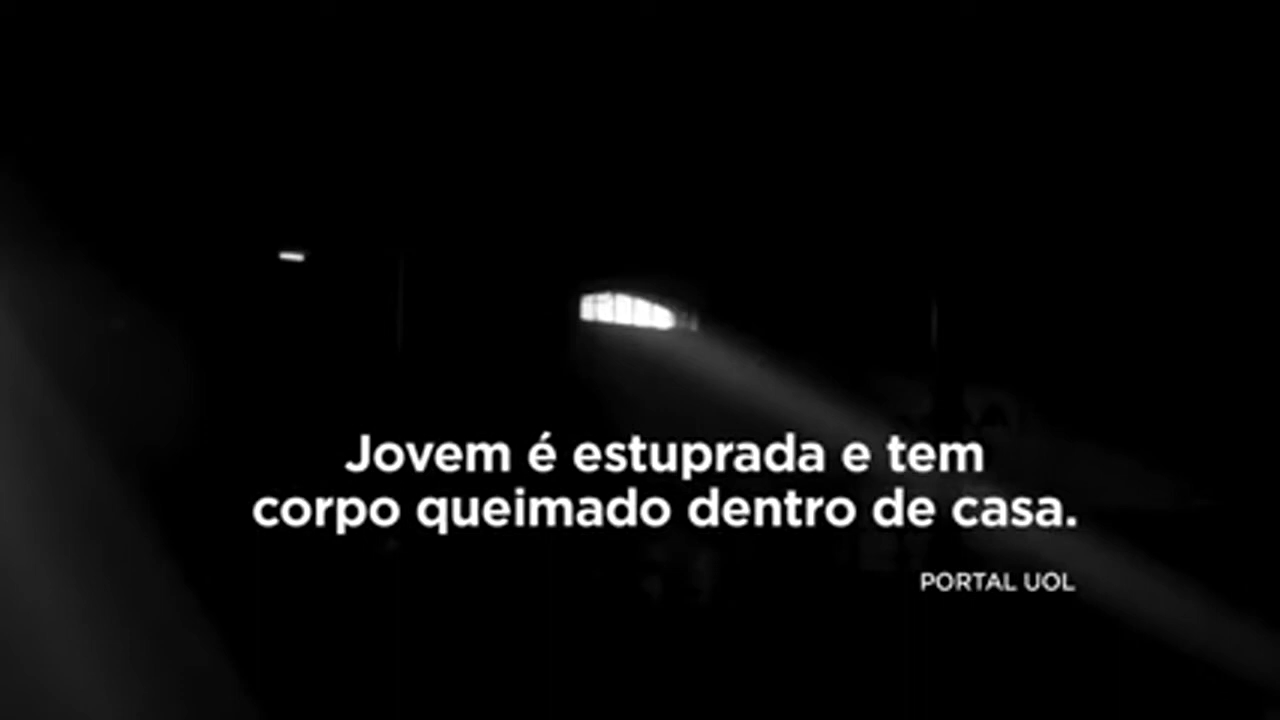 Jovem é estuprada e tem
corpo queimado dentro de casa.
PORTAL UOL